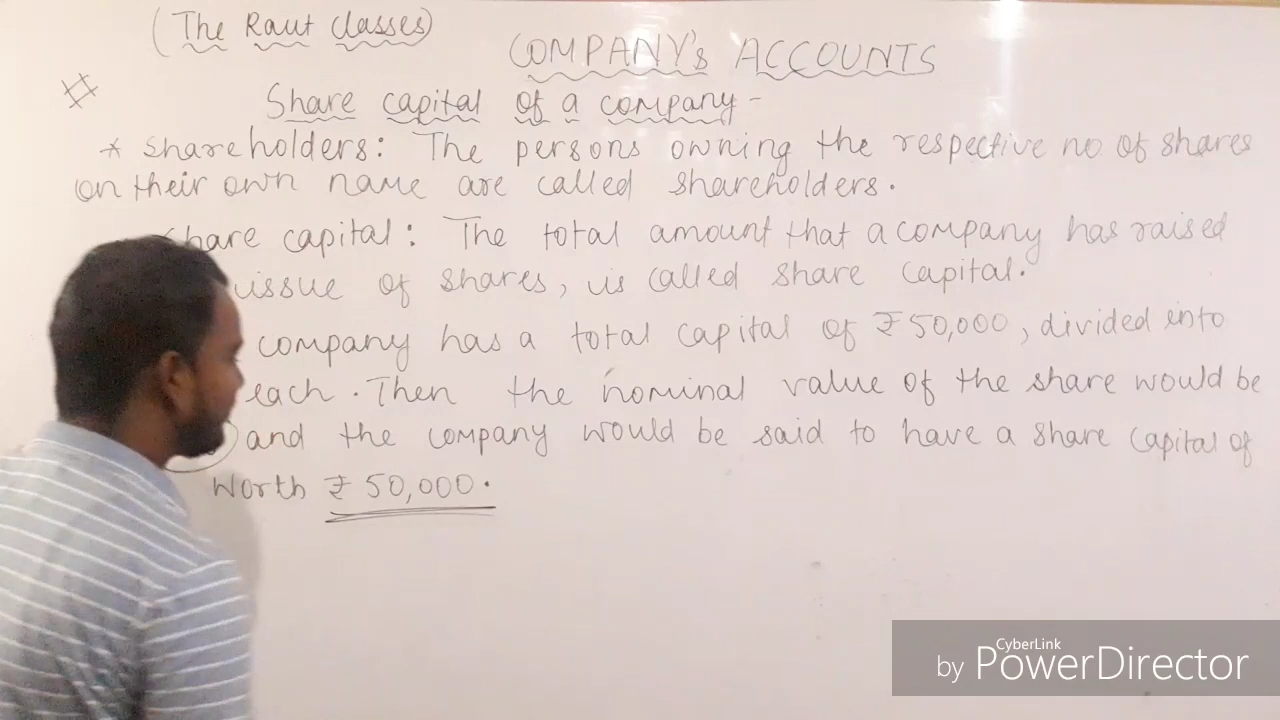 (The Raut Classes)
COMPANY's ACCOUNTS
#
Share capital of a company -
* Shareholders: The persons owning the respective no of shares
on their own name are called shareholders.
Share capital: The total amount that a company has raised
issue of shares, is called share capital.
company has a total capital of ₹ 50,000, divided into
each. Then the nominal value of the share would be
and the company would be said to have a share capital of
worth ₹ 50,000.
CyberLink
by PowerDirector